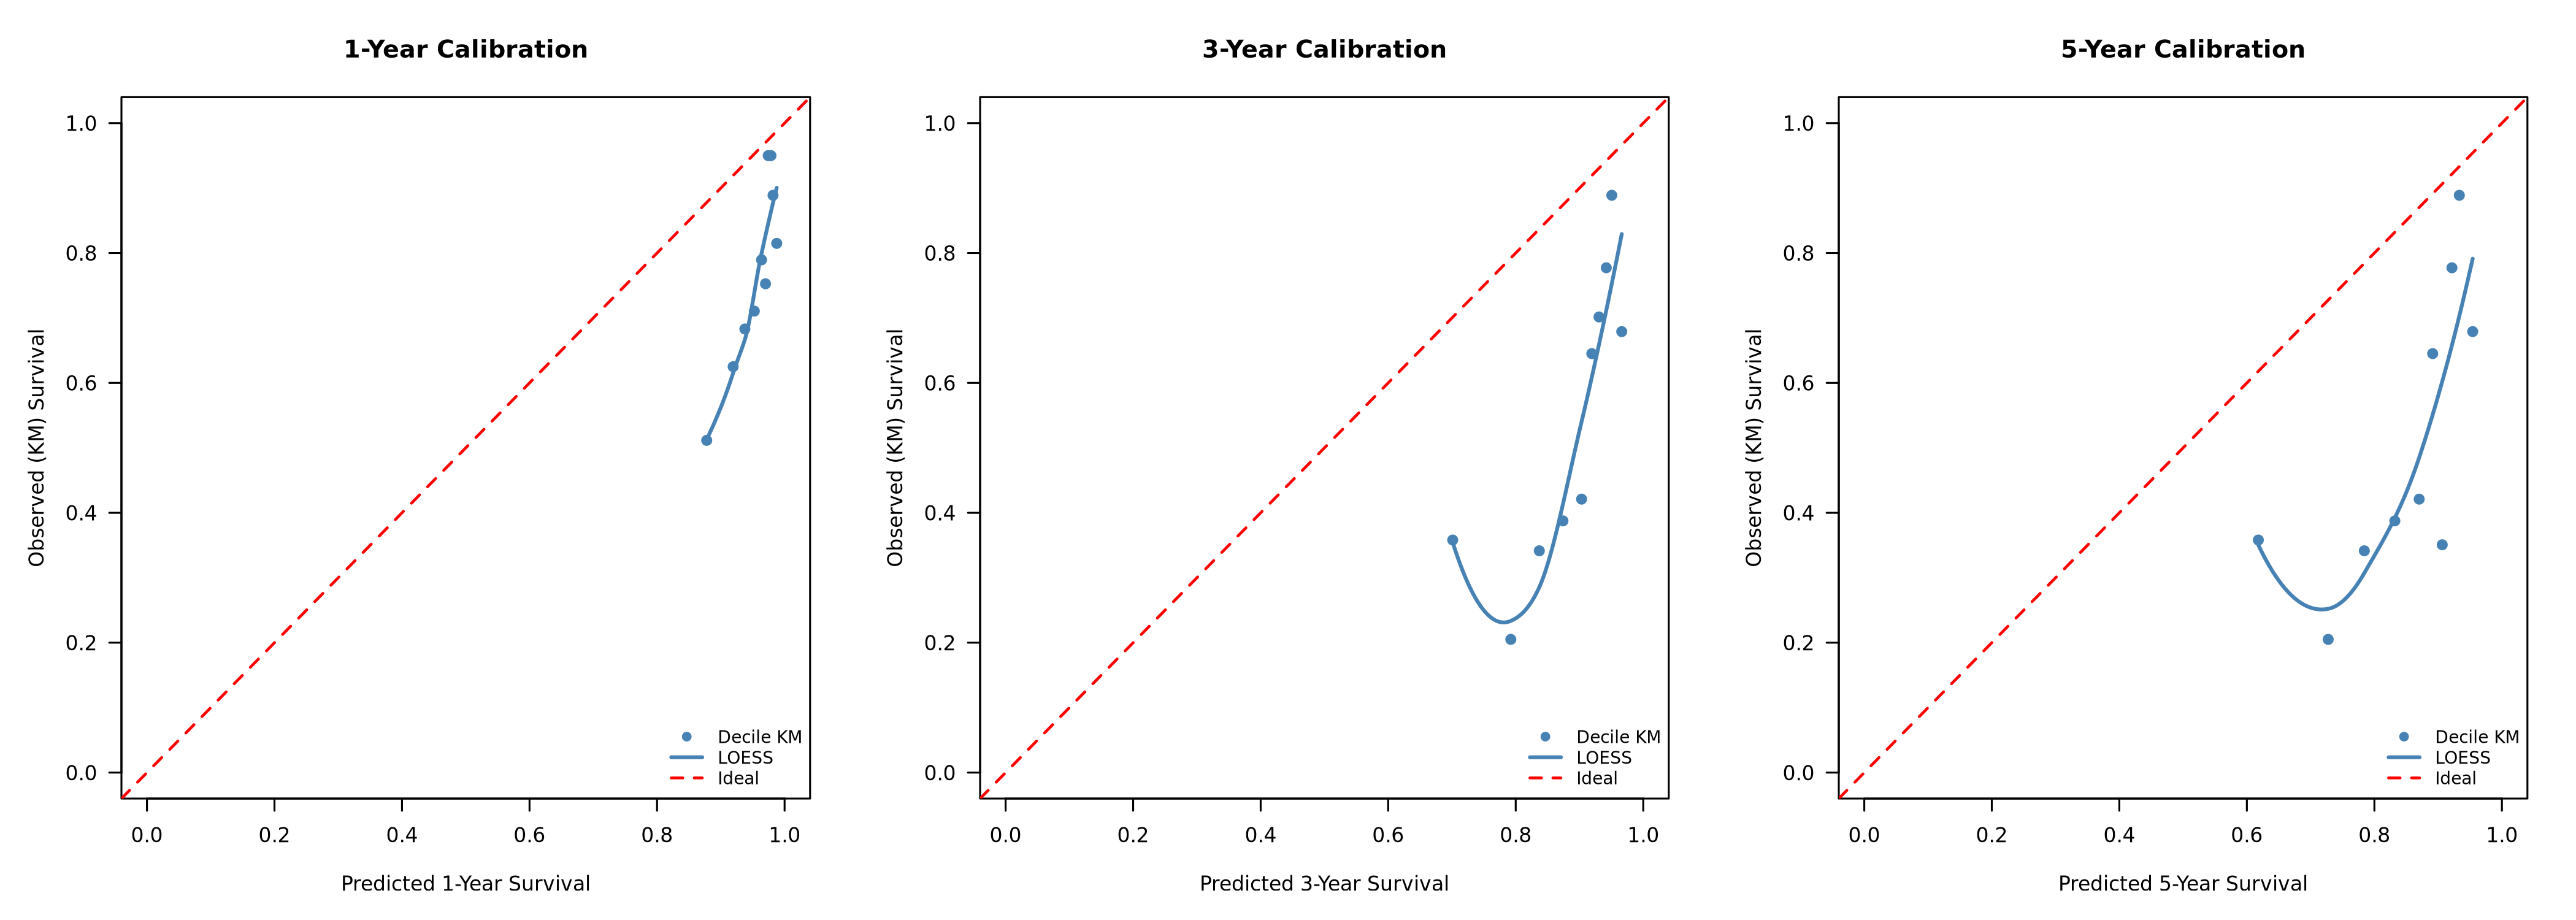 1-Year Calibration
Observed (KM) Survival
1.0
0.8
0.6
0.4
0.2
0.0
0.0 0.2 0.4 0.6 0.8 1.0
Predicted 1-Year Survival
Decile KM
LOESS
Ideal
3-Year Calibration
Observed (KM) Survival
1.0
0.8
0.6
0.4
0.2
0.0
0.0 0.2 0.4 0.6 0.8 1.0
Predicted 3-Year Survival
Decile KM
LOESS
Ideal
5-Year Calibration
Observed (KM) Survival
1.0
0.8
0.6
0.4
0.2
0.0
0.0 0.2 0.4 0.6 0.8 1.0
Predicted 5-Year Survival
Decile KM
LOESS
Ideal